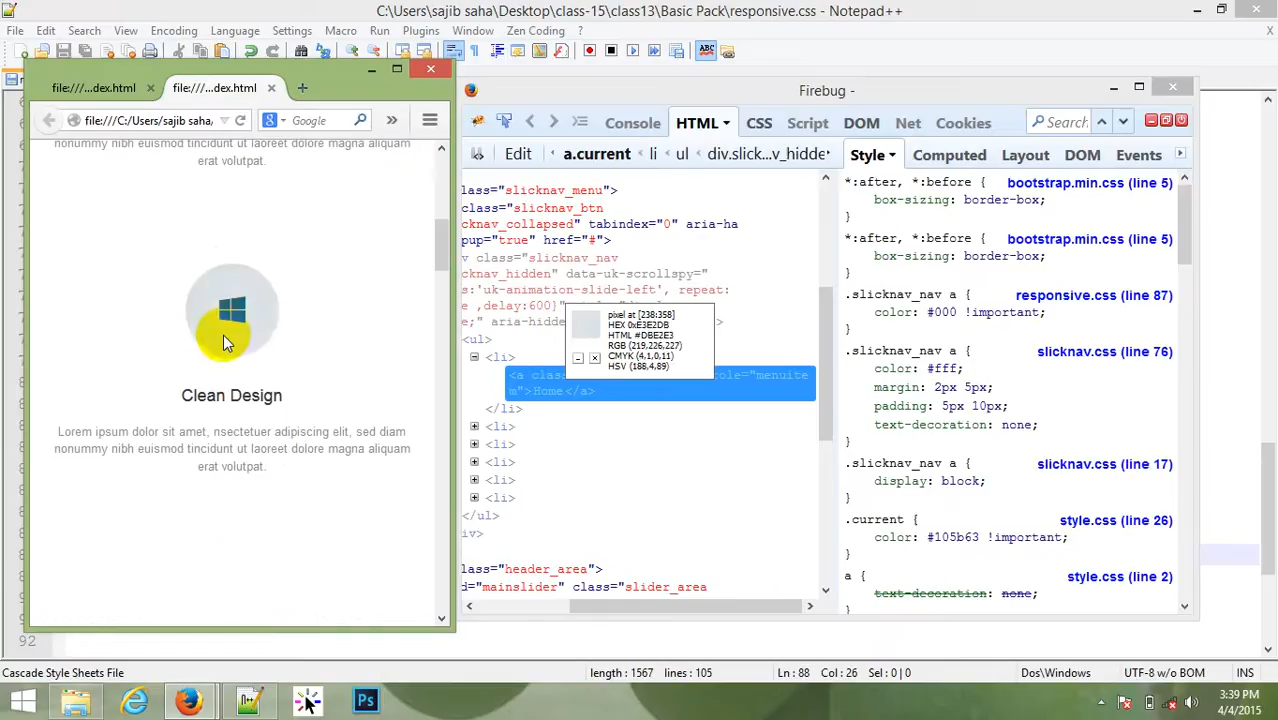 C:\Users\sajib saha\Desktop\class-15\class13\Basic Pack\responsive.css - Notepad++
File Edit Search View Encoding Language Settings Macro Run Plugins Window Zen Coding ?
X
file:///...dex.html
file:///...dex.html
file:///C:/Users/sajib saha,
Google
nonummy nibh euismod tincidunt ut laoreet dolore magna aliquam
erat volutpat.
Clean Design
Lorem ipsum dolor sit amet, nsectetuer adipiscing elit, sed diam
nonummy nibh euismod tincidunt ut laoreet dolore magna aliquam
erat volutpat.
Firebug -
Console HTML CSS Script DOM Net Cookies
Search
Edit a.current li ul div.slick...v_hidde
Style Computed Layout DOM Events
lass="slicknav_menu">
class="slicknav_btn
cknav_collapsed" tabindex="0" aria-ha
pup="true" href="#">
v class="slicknav_nav
cknav_hidden" data-uk-scrollspy="
s:'uk-animation-slide-left', repeat:
e ,delay:600}"
e;" aria-hidde
<ul>
<li>
<a clas role="menuite
m">Home</a>
</li>
<li>
<li>
<li>
<li>
<li>
</ul>
iv>
lass="header_area">
d="mainslider" class="slider_area
pixel at [238:358]
HEX 0xE3E2DB
HTML #DBE2E3
RGB (219,226,227)
CMYK (4,1,0,11)
HSV (188,4,89)
*:after, *:before { bootstrap.min.css (line 5)
box-sizing: border-box;
}
*:after, *:before { bootstrap.min.css (line 5)
box-sizing: border-box;
}
.slicknav_nav a { responsive.css (line 87)
color: #000 !important;
}
.slicknav_nav a { slicknav.css (line 76)
color: #fff;
margin: 2px 5px;
padding: 5px 10px;
text-decoration: none;
}
.slicknav_nav a { slicknav.css (line 17)
display: block;
}
.current { style.css (line 26)
color: #105b63 !important;
}
a { style.css (line 2)
text-decoration: none;
}
92
Cascade Style Sheets File length : 1567 lines : 105 Ln : 88 Col : 26 Sel : 0 | 0 Dos\Windows UTF-8 w/o BOM INS
Ps
3:39 PM
4/4/2015